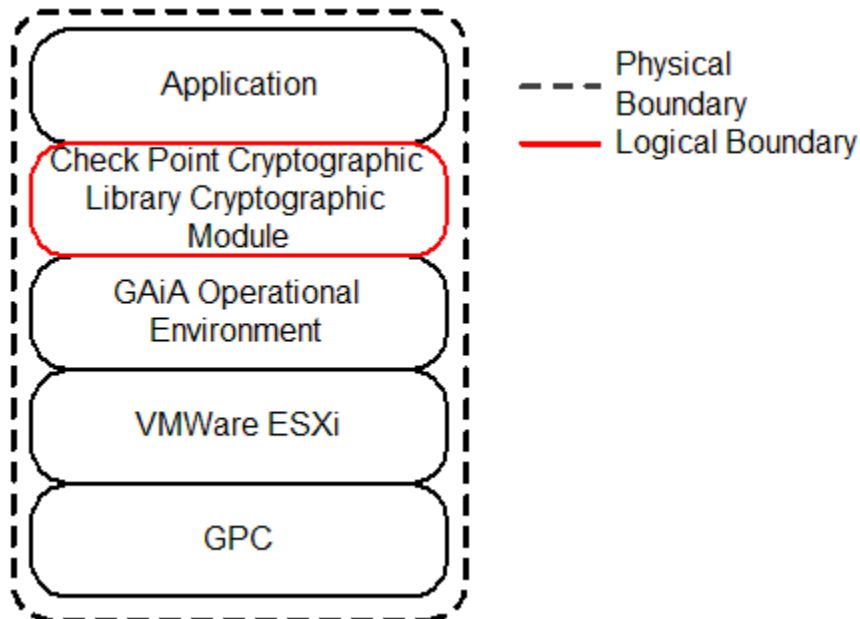 Application
Check Point Cryptographic
Library Cryptographic
Module
GAiA Operational
Environment
VMWare ESXi
GPC
Physical
Boundary
Logical Boundary